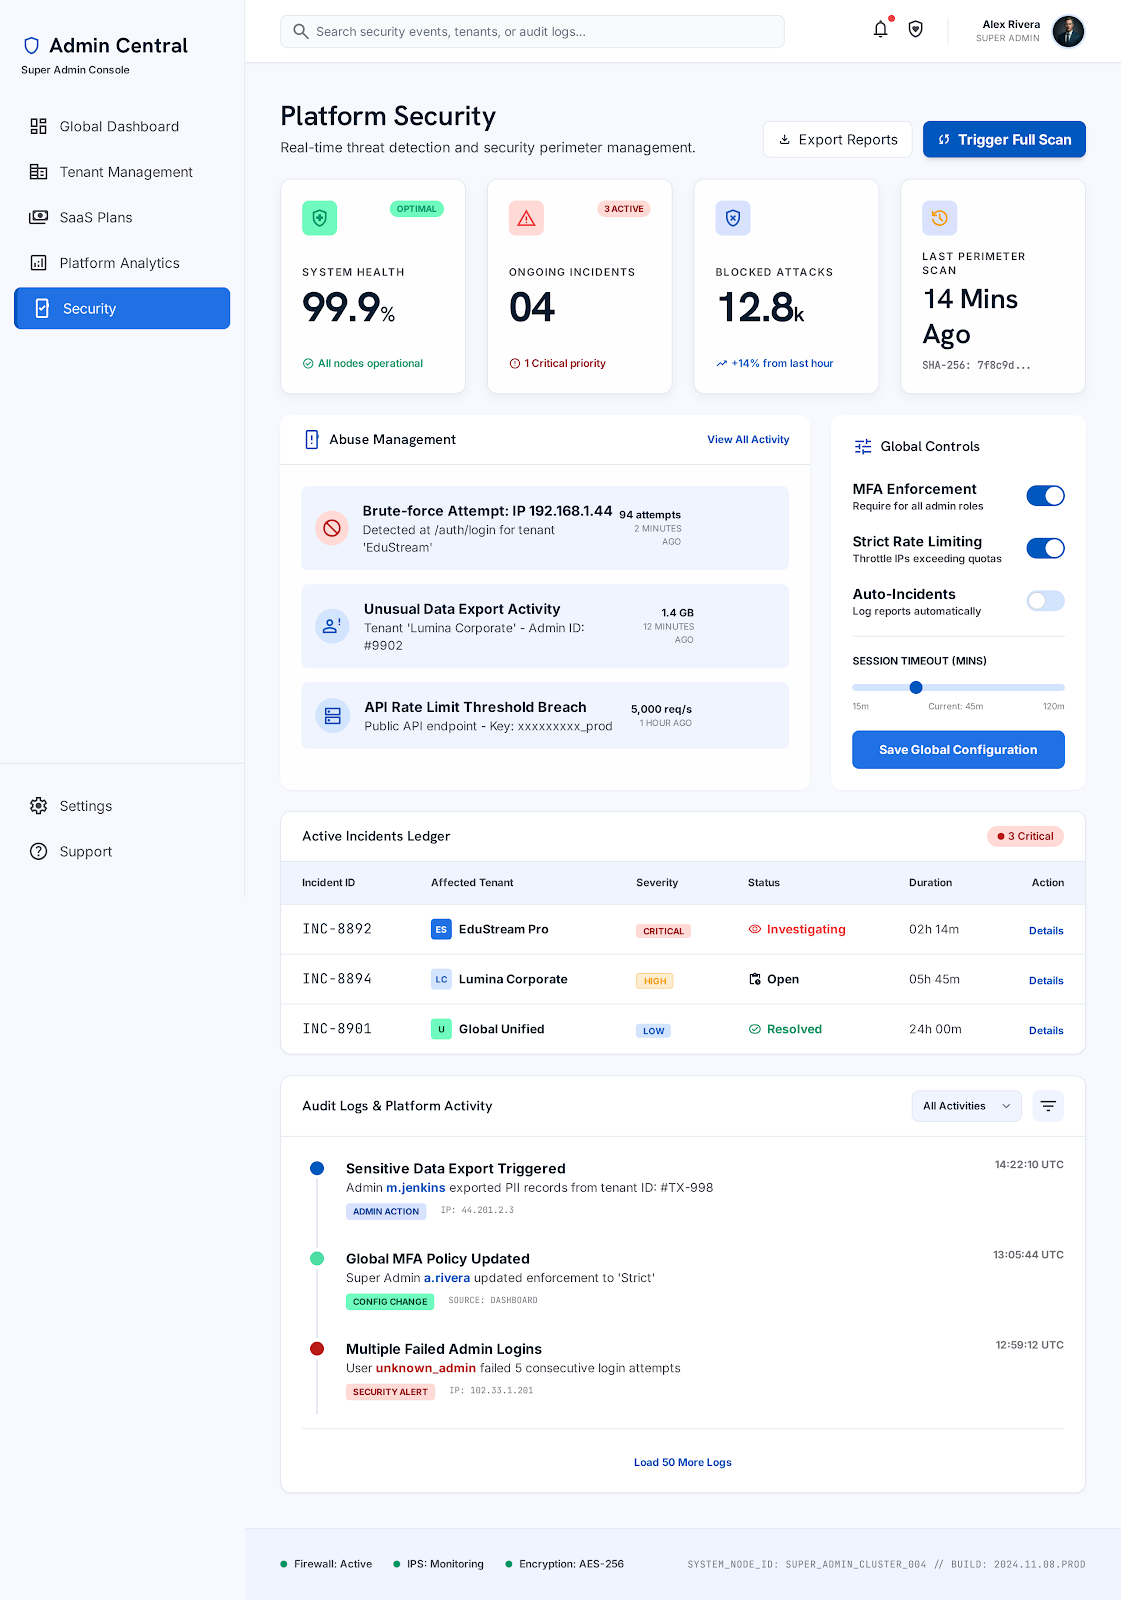 Admin Central
Super Admin Console
Global Dashboard
Tenant Management
SaaS Plans
Platform Analytics
Security
Settings
Support
Search security events, tenants, or audit logs...
Alex Rivera
SUPER ADMIN
Platform Security
Real-time threat detection and security perimeter management.
Export Reports
Trigger Full Scan
OPTIMAL
SYSTEM HEALTH
99.9%
All nodes operational
3 ACTIVE
ONGOING INCIDENTS
04
1 Critical priority
BLOCKED ATTACKS
12.8k
+14% from last hour
LAST PERIMETER
SCAN
14 Mins
Ago
SHA-256: 7f8c9d...
Abuse Management
View All Activity
Brute-force Attempt: IP 192.168.1.44
Detected at /auth/login for tenant
'EduStream'
94 attempts
2 MINUTES
AGO
Unusual Data Export Activity
Tenant 'Lumina Corporate' - Admin ID:
#9902
1.4 GB
12 MINUTES
AGO
API Rate Limit Threshold Breach
Public API endpoint - Key: xxxxxxxxx_prod
5,000 req/s
1 HOUR AGO
Global Controls
MFA Enforcement
Require for all admin roles
Strict Rate Limiting
Throttle IPs exceeding quotas
Auto-Incidents
Log reports automatically
SESSION TIMEOUT (MINS)
15m Current: 45m 120m
Save Global Configuration
Active Incidents Ledger
3 Critical
Incident ID Affected Tenant Severity Status Duration Action
INC-8892 ES EduStream Pro CRITICAL Investigating 02h 14m Details
INC-8894 LC Lumina Corporate HIGH Open 05h 45m Details
INC-8901 U Global Unified LOW Resolved 24h 00m Details
Audit Logs & Platform Activity
All Activities
Sensitive Data Export Triggered
14:22:10 UTC
Admin m.jenkins exported PII records from tenant ID: #TX-998
ADMIN ACTION IP: 44.201.2.3
Global MFA Policy Updated
13:05:44 UTC
Super Admin a.rivera updated enforcement to 'Strict'
CONFIG CHANGE SOURCE: DASHBOARD
Multiple Failed Admin Logins
12:59:12 UTC
User unknown_admin failed 5 consecutive login attempts
SECURITY ALERT IP: 102.33.1.201
Load 50 More Logs
Firewall: Active IPS: Monitoring Encryption: AES-256 SYSTEM_NODE_ID: SUPER_ADMIN_CLUSTER_004 // BUILD: 2024.11.08.PROD